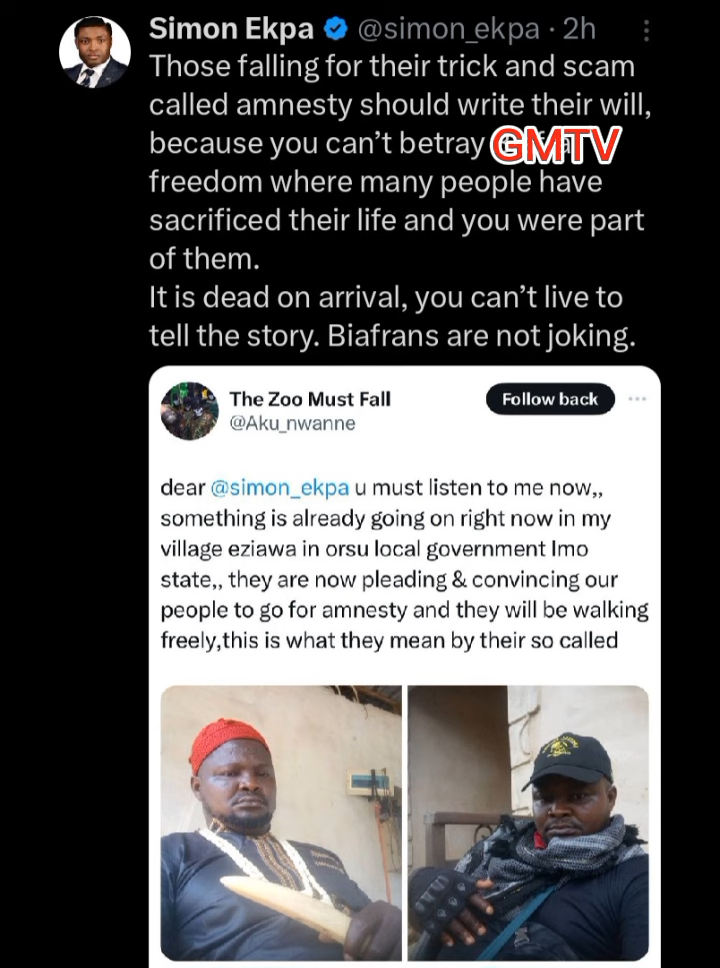 Simon Ekpa @simon_ekpa · 2h
Those falling for their trick and scam
called amnesty should write their will,
because you can't betray GMTV
freedom where many people have
sacrificed their life and you were part
of them.
It is dead on arrival, you can't live to
tell the story. Biafrans are not joking.
The Zoo Must Fall
Follow back
@Aku_nwanne
dear @simon_ekpa u must listen to me now,,
something is already going on right now in my
village eziawa in orsu local government Imo
state,, they are now pleading & convincing our
people to go for amnesty and they will be walking
freely,this is what they mean by their so called